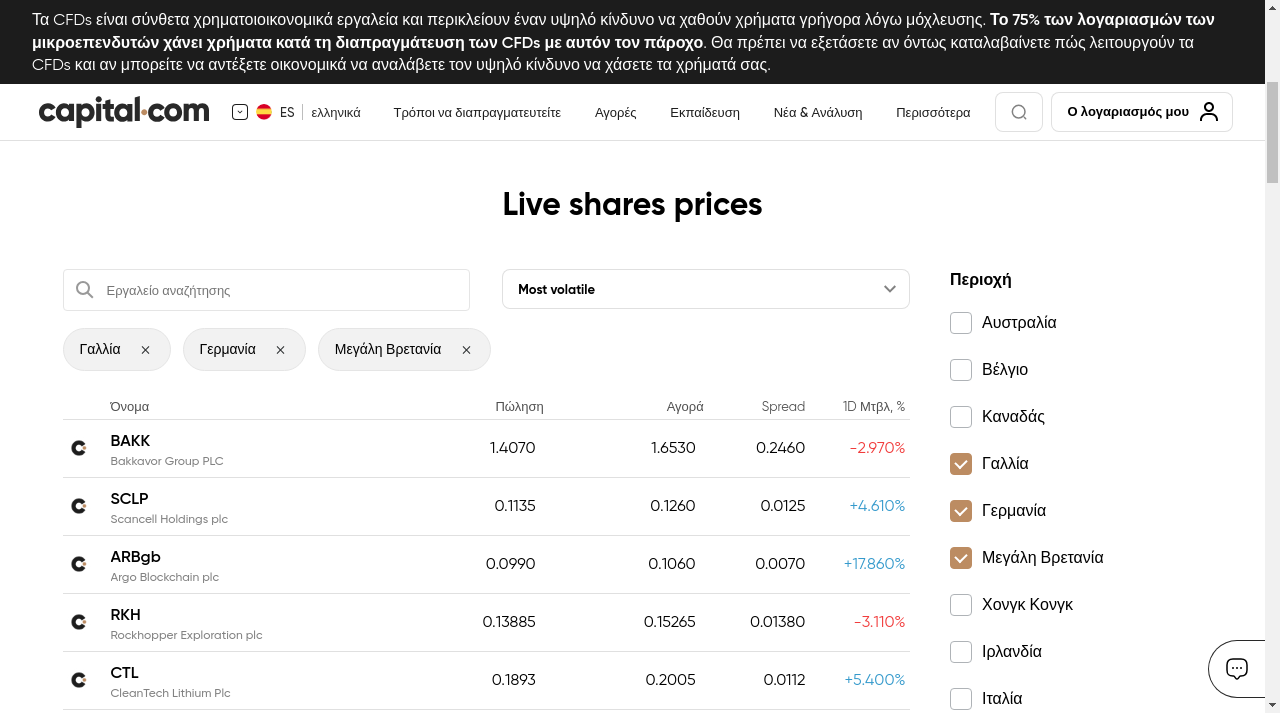 Τα CFDs είναι σύνθετα χρηματοιοικονομικά εργαλεία και περικλείουν έναν υψηλό κίνδυνο να χαθούν χρήματα γρήγορα λόγω μόχλευσης. Το 75% των λογαριασμών των
μικροεπενδυτών χάνει χρήματα κατά τη διαπραγμάτευση των CFDs με αυτόν τον πάροχο. Θα πρέπει να εξετάσετε αν όντως καταλαβαίνετε πώς λειτουργούν τα
CFDs και αν μπορείτε να αντέξετε οικονομικά να αναλάβετε τον υψηλό κίνδυνο να χάσετε τα χρήματά σας.
capital.com ES ελληνικά Τρόποι να διαπραγματευτείτε Αγορές Εκπαίδευση Νέα & Ανάλυση Περισσότερα Ο λογαριασμός μου
Live shares prices
Εργαλείο αναζήτησης Most volatile
Γαλλία Γερμανία Μεγάλη Βρετανία
Όνομα Πώληση Αγορά Spread 1D Μτβλ, %
BAKK 1.4070 1.6530 0.2460 -2.970%
Bakkavor Group PLC
SCLP 0.1135 0.1260 0.0125 +4.610%
Scancell Holdings plc
ARBgb 0.0990 0.1060 0.0070 +17.860%
Argo Blockchain plc
RKH 0.13885 0.15265 0.01380 -3.110%
Rockhopper Exploration plc
CTL 0.1893 0.2005 0.0112 +5.400%
CleanTech Lithium Plc
Περιοχή
Αυστραλία
Βέλγιο
Καναδάς
Γαλλία
Γερμανία
Μεγάλη Βρετανία
Χονγκ Κονγκ
Ιρλανδία
Ιταλία